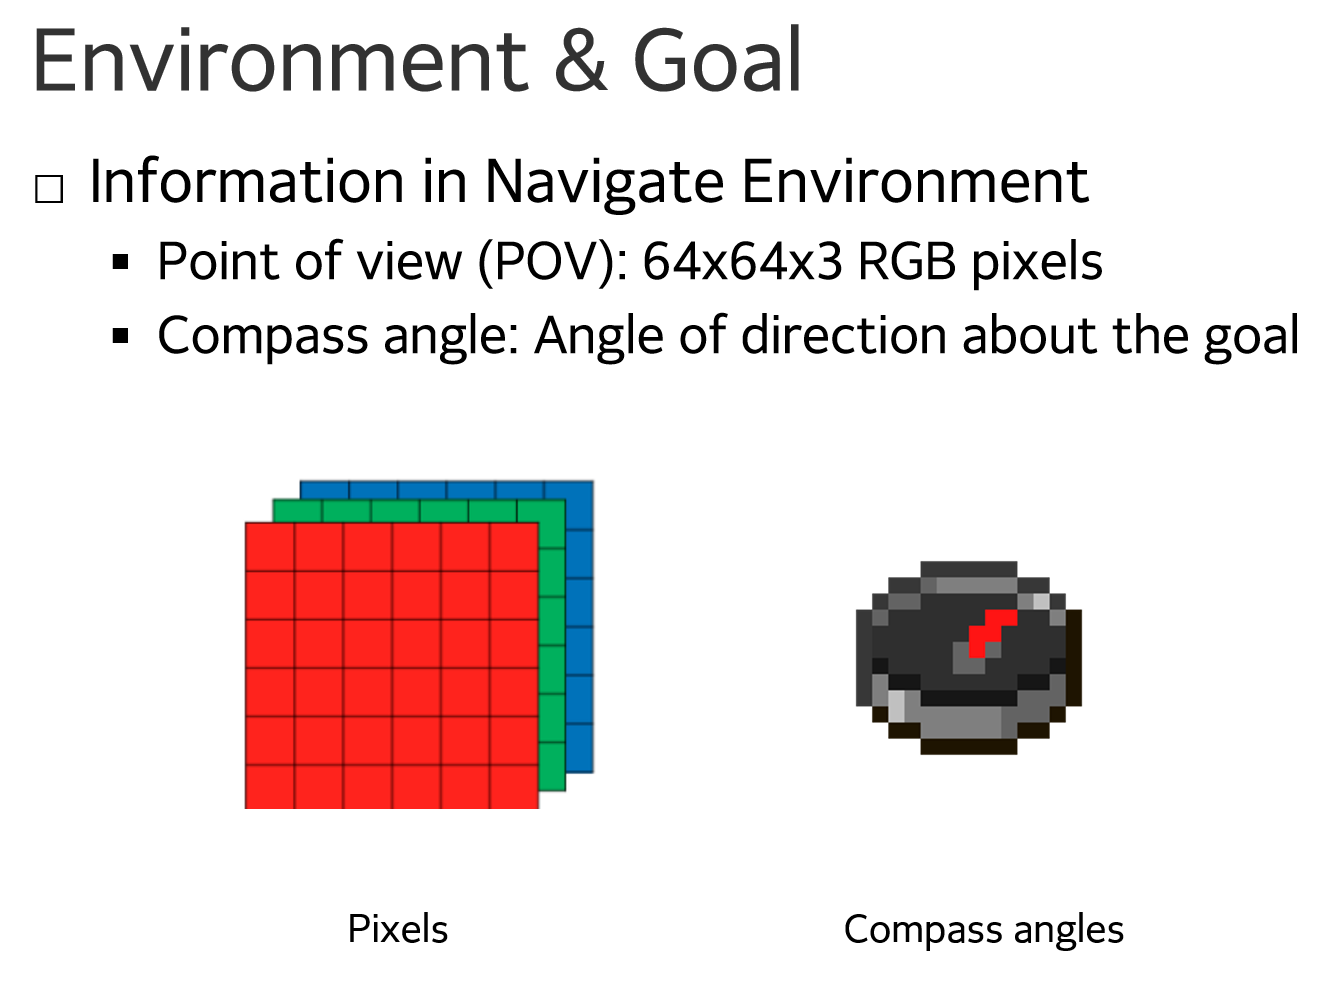 Environment & Goal
□ Information in Navigate Environment
▪ Point of view (POV): 64x64x3 RGB pixels
▪ Compass angle: Angle of direction about the goal
Pixels
Compass angles